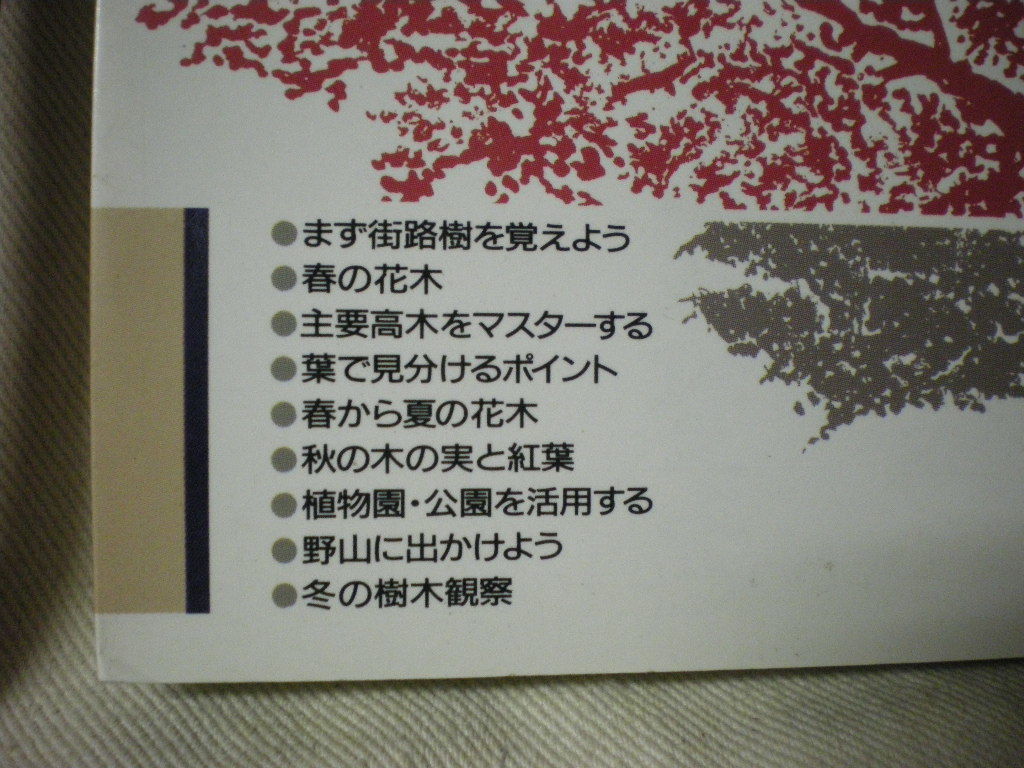 ●まず街路樹を覚えよう
●春の花木
●主要高木をマスターする
●葉で見分けるポイント
●春から夏の花木
●秋の木の実と紅葉
●植物園・公園を活用する
●野山に出かけよう
●冬の樹木観察